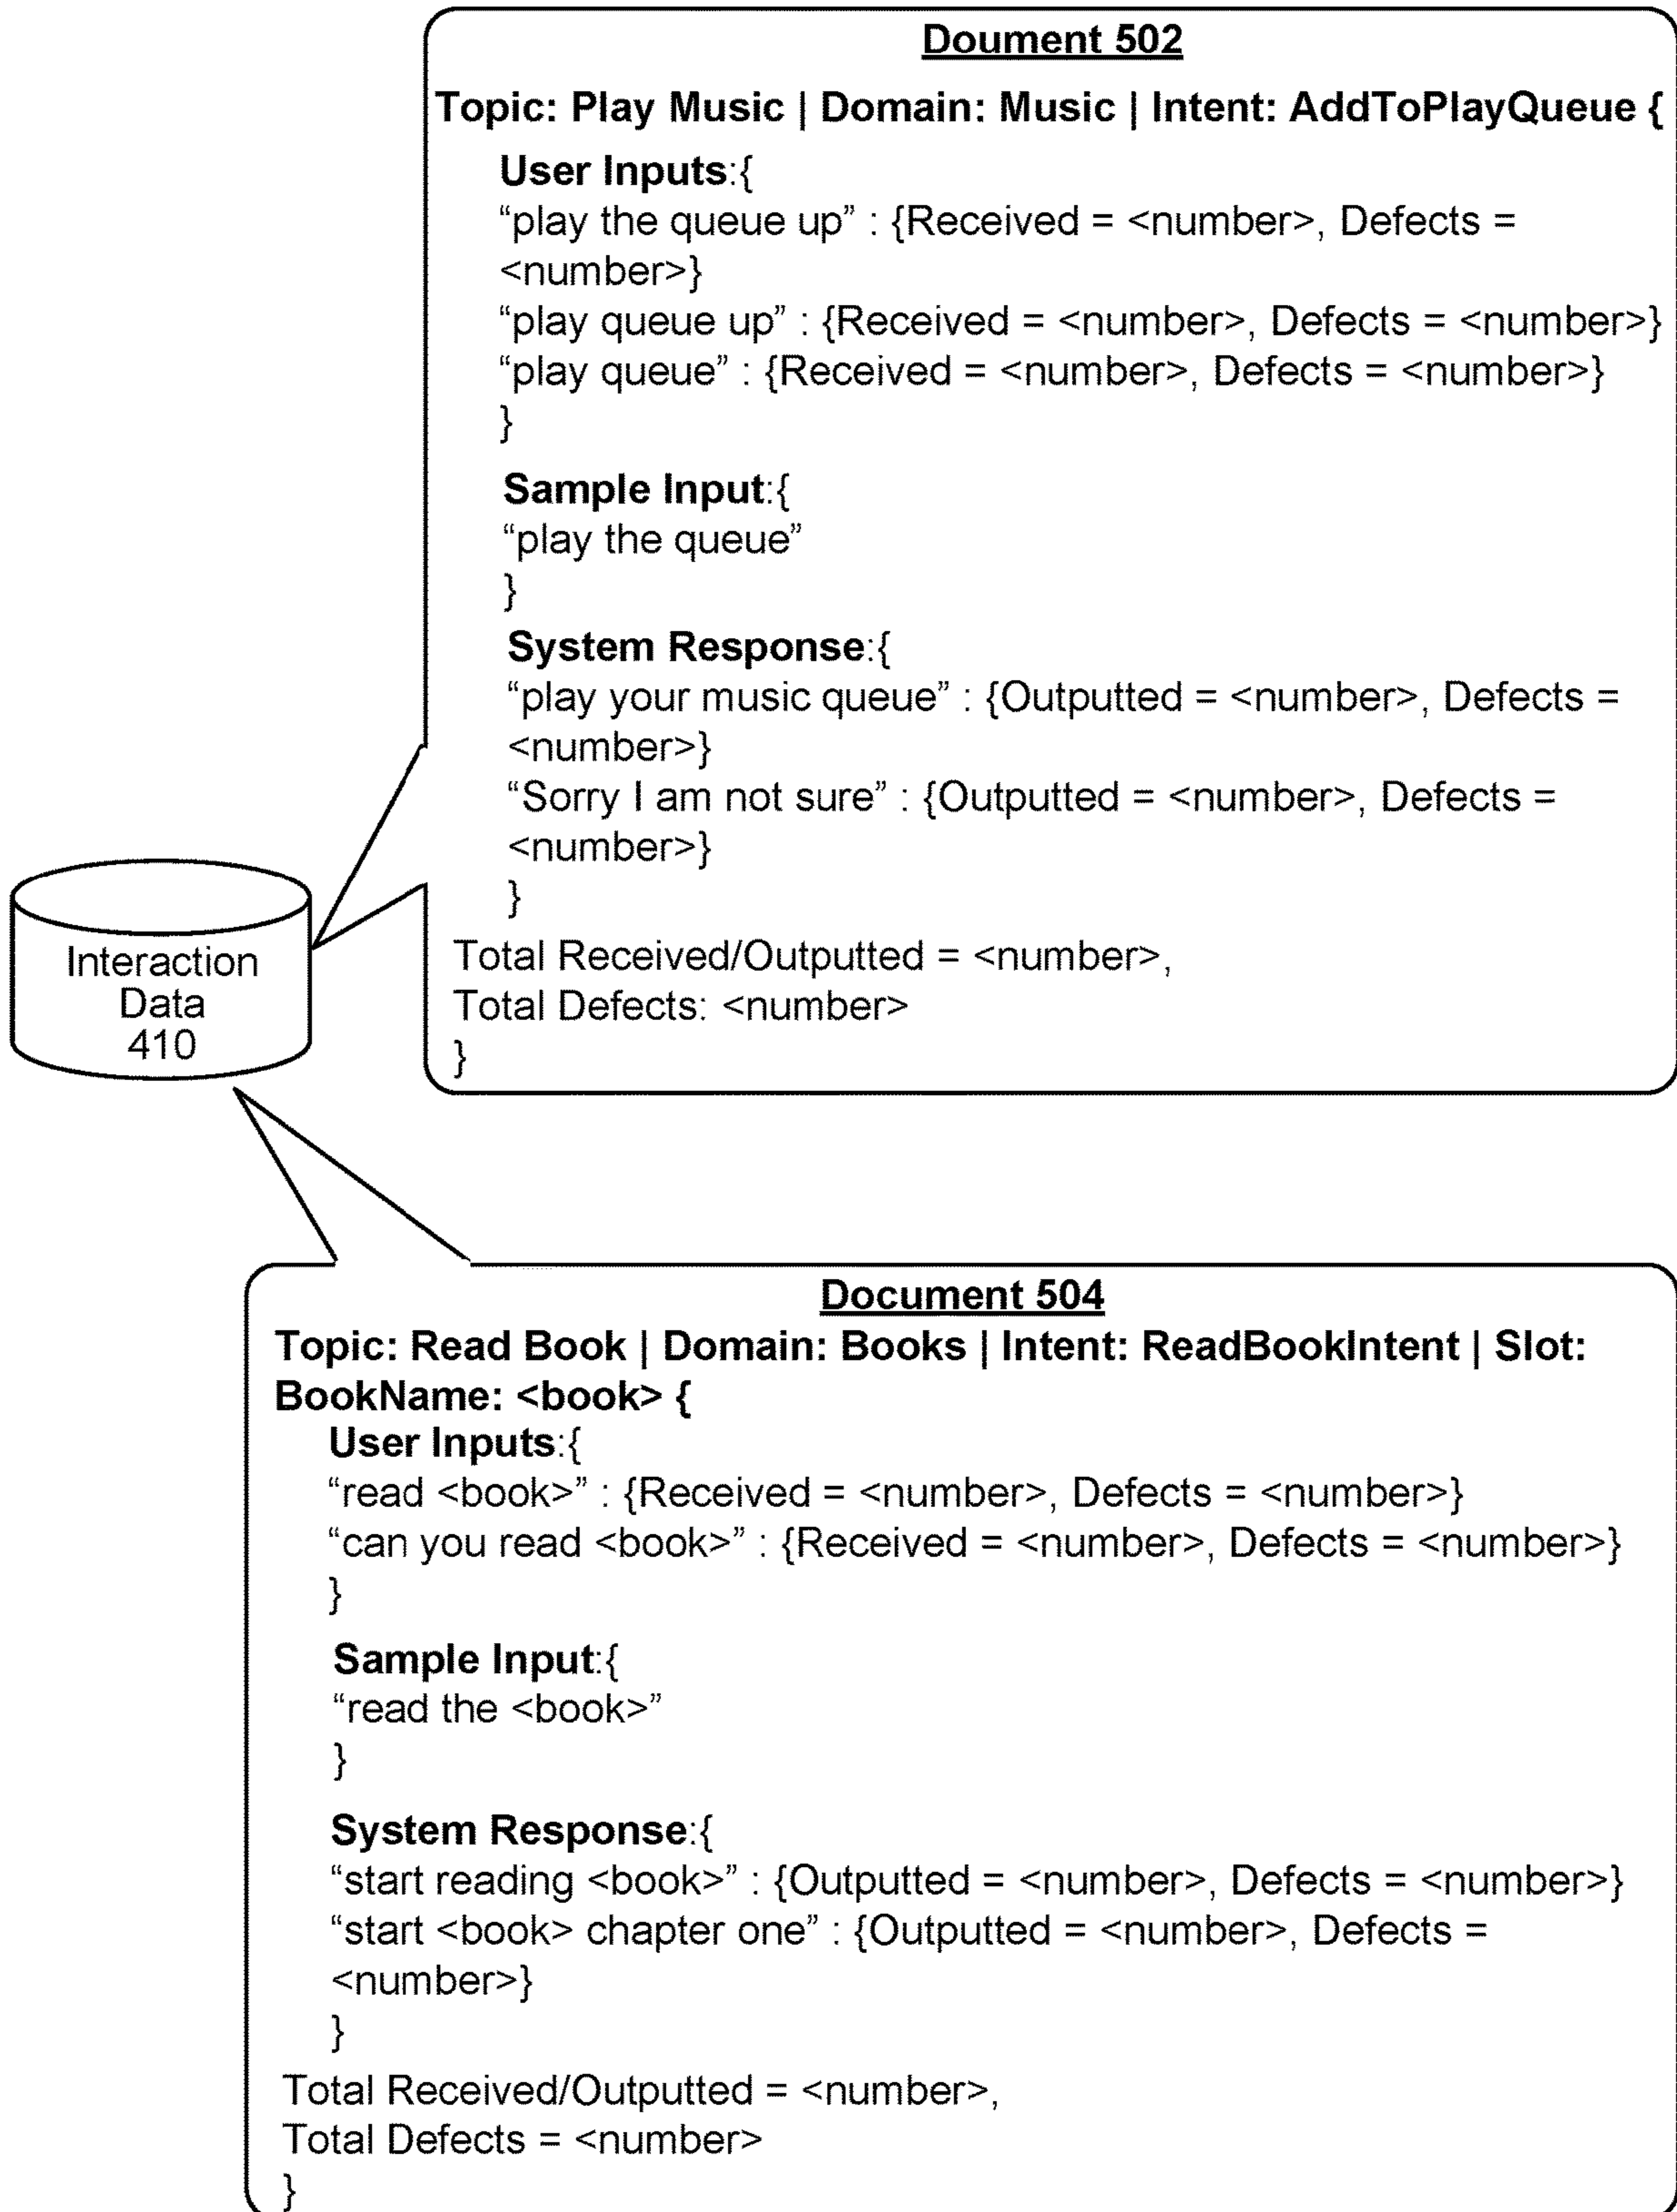 Doument 502
Topic: Play Music | Domain: Music | Intent: AddToPlayQueue {
User Inputs:{
“play the queue up” : {Received = <number>, Defects =
<number>}
“play queue up” : {Received = <number>, Defects = <number>}
“play queue” : {Received = <number>, Defects = <number>}
}
Sample Input:{
“play the queue”
}
System Response:{
“play your music queue” : {Outputted = <number>, Defects =
<number>}
“Sorry I am not sure” : {Outputted = <number>, Defects =
<number>}
}
Total Received/Outputted = <number>,
Total Defects: <number>
}
Interaction
Data
410
Document 504
Topic: Read Book | Domain: Books | Intent: ReadBookIntent | Slot:
BookName: <book> {
User Inputs:{
“read <book>” : {Received = <number>, Defects = <number>}
“can you read <book>” : {Received = <number>, Defects = <number>}
}
Sample Input:{
“read the <book>”
}
System Response:{
“start reading <book>” : {Outputted = <number>, Defects = <number>}
“start <book> chapter one” : {Outputted = <number>, Defects =
<number>}
}
Total Received/Outputted = <number>,
Total Defects = <number>
}